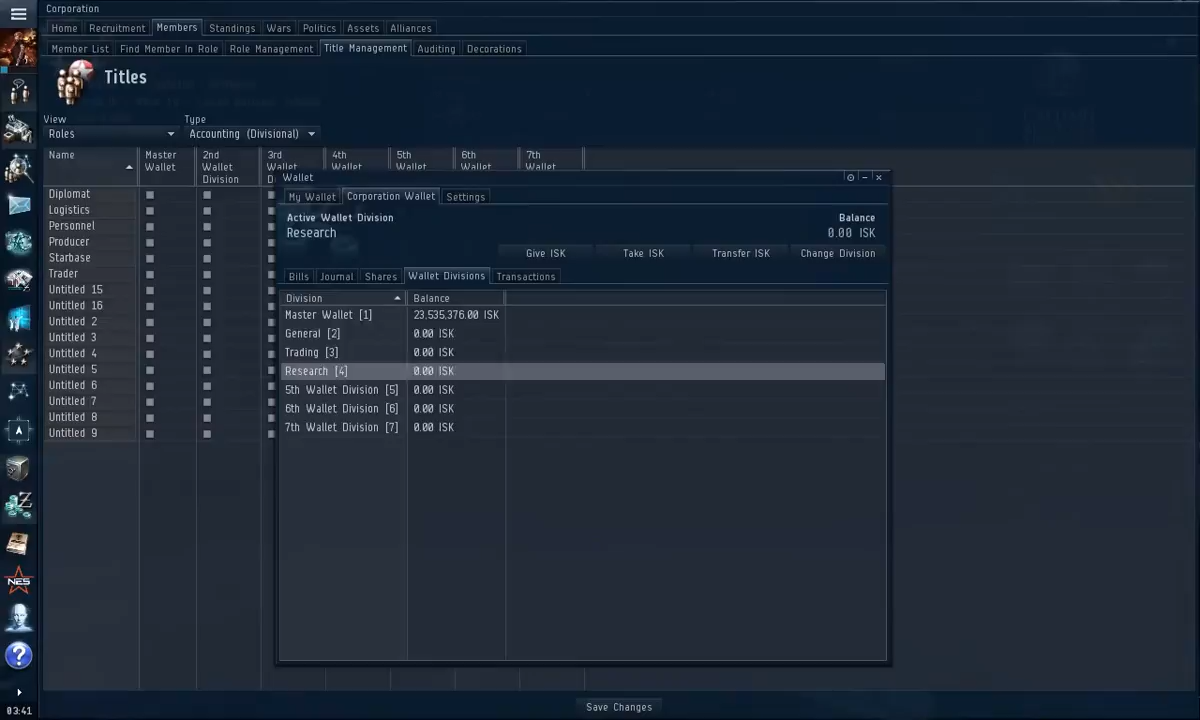 Corporation
Home Recruitment Members Standings Wars Politics Assets Alliances
Member List Find Member In Role Role Management Title Management Auditing Decorations
Titles
View Type
Roles Accounting (Divisional)
Name Master Wallet 2nd Wallet Division 3rd Wallet 4th Wallet 5th Wallet 6th Wallet 7th Wallet
Diplomat
Logistics
Personnel
Producer
Starbase
Trader
Untitled 15
Untitled 16
Untitled 2
Untitled 3
Untitled 4
Untitled 5
Untitled 6
Untitled 7
Untitled 8
Untitled 9
Wallet
My Wallet Corporation Wallet Settings
Active Wallet Division Balance
Research 0.00 ISK
Give ISK Take ISK Transfer ISK Change Division
Bills Journal Shares Wallet Divisions Transactions
Division Balance
Master Wallet [1] 23,535,376.00 ISK
General [2] 0.00 ISK
Trading [3] 0.00 ISK
Research [4] 0.00 ISK
5th Wallet Division [5] 0.00 ISK
6th Wallet Division [6] 0.00 ISK
7th Wallet Division [7] 0.00 ISK
NES
03:41
Save Changes